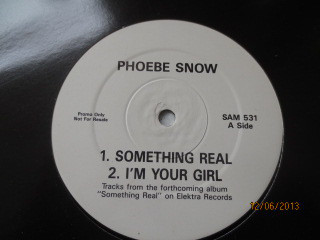 PHOEBE SNOW
Promo Only
Not For Resale
SAM 531
A Side
1. SOMETHING REAL
2. I'M YOUR GIRL
Tracks from the forthcoming album
"Something Real" on Elektra Records
12/06/2013